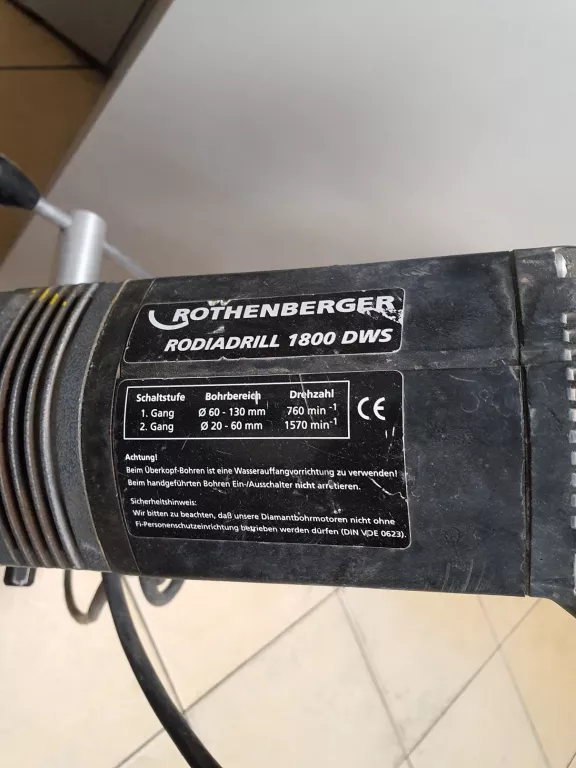 ROTHENBERGER
RODIADRILL 1800 DWS
Schaltstufe Bohrbereich Drehzahl
1. Gang Ø 60 - 130 mm 760 min-1
2. Gang Ø 20 - 60 mm 1570 min-1
CE
Achtung!
Beim Überkopf-Bohren ist eine Wasserauffangvorrichtung zu verwenden!
Beim handgeführten Bohren Ein-/Ausschalter nicht arretieren.
Sicherheitshinweis:
Wir bitten zu beachten, daß unsere Diamantbohrmotoren nicht ohne
Fi-Personenschutzeinrichtung betrieben werden dürfen (DIN VDE 0623).